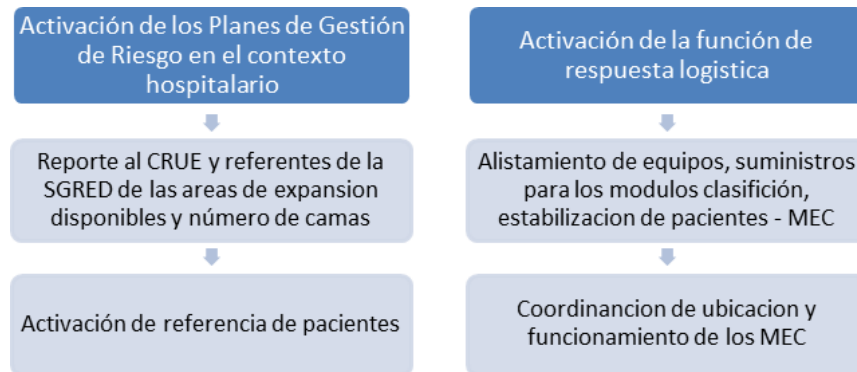 Activación de los Planes de Gestión
de Riesgo en el contexto
hospitalario
Reporte al CRUE y referentes de la
SGRED de las areas de expansion
disponibles y número de camas
Activación de referencia de pacientes
Activación de la función de
respuesta logistica
Alistamiento de equipos, suministros
para los modulos clasifición,
estabilizacion de pacientes - MEC
Coordinancion de ubicacion y
funcionamiento de los MEC